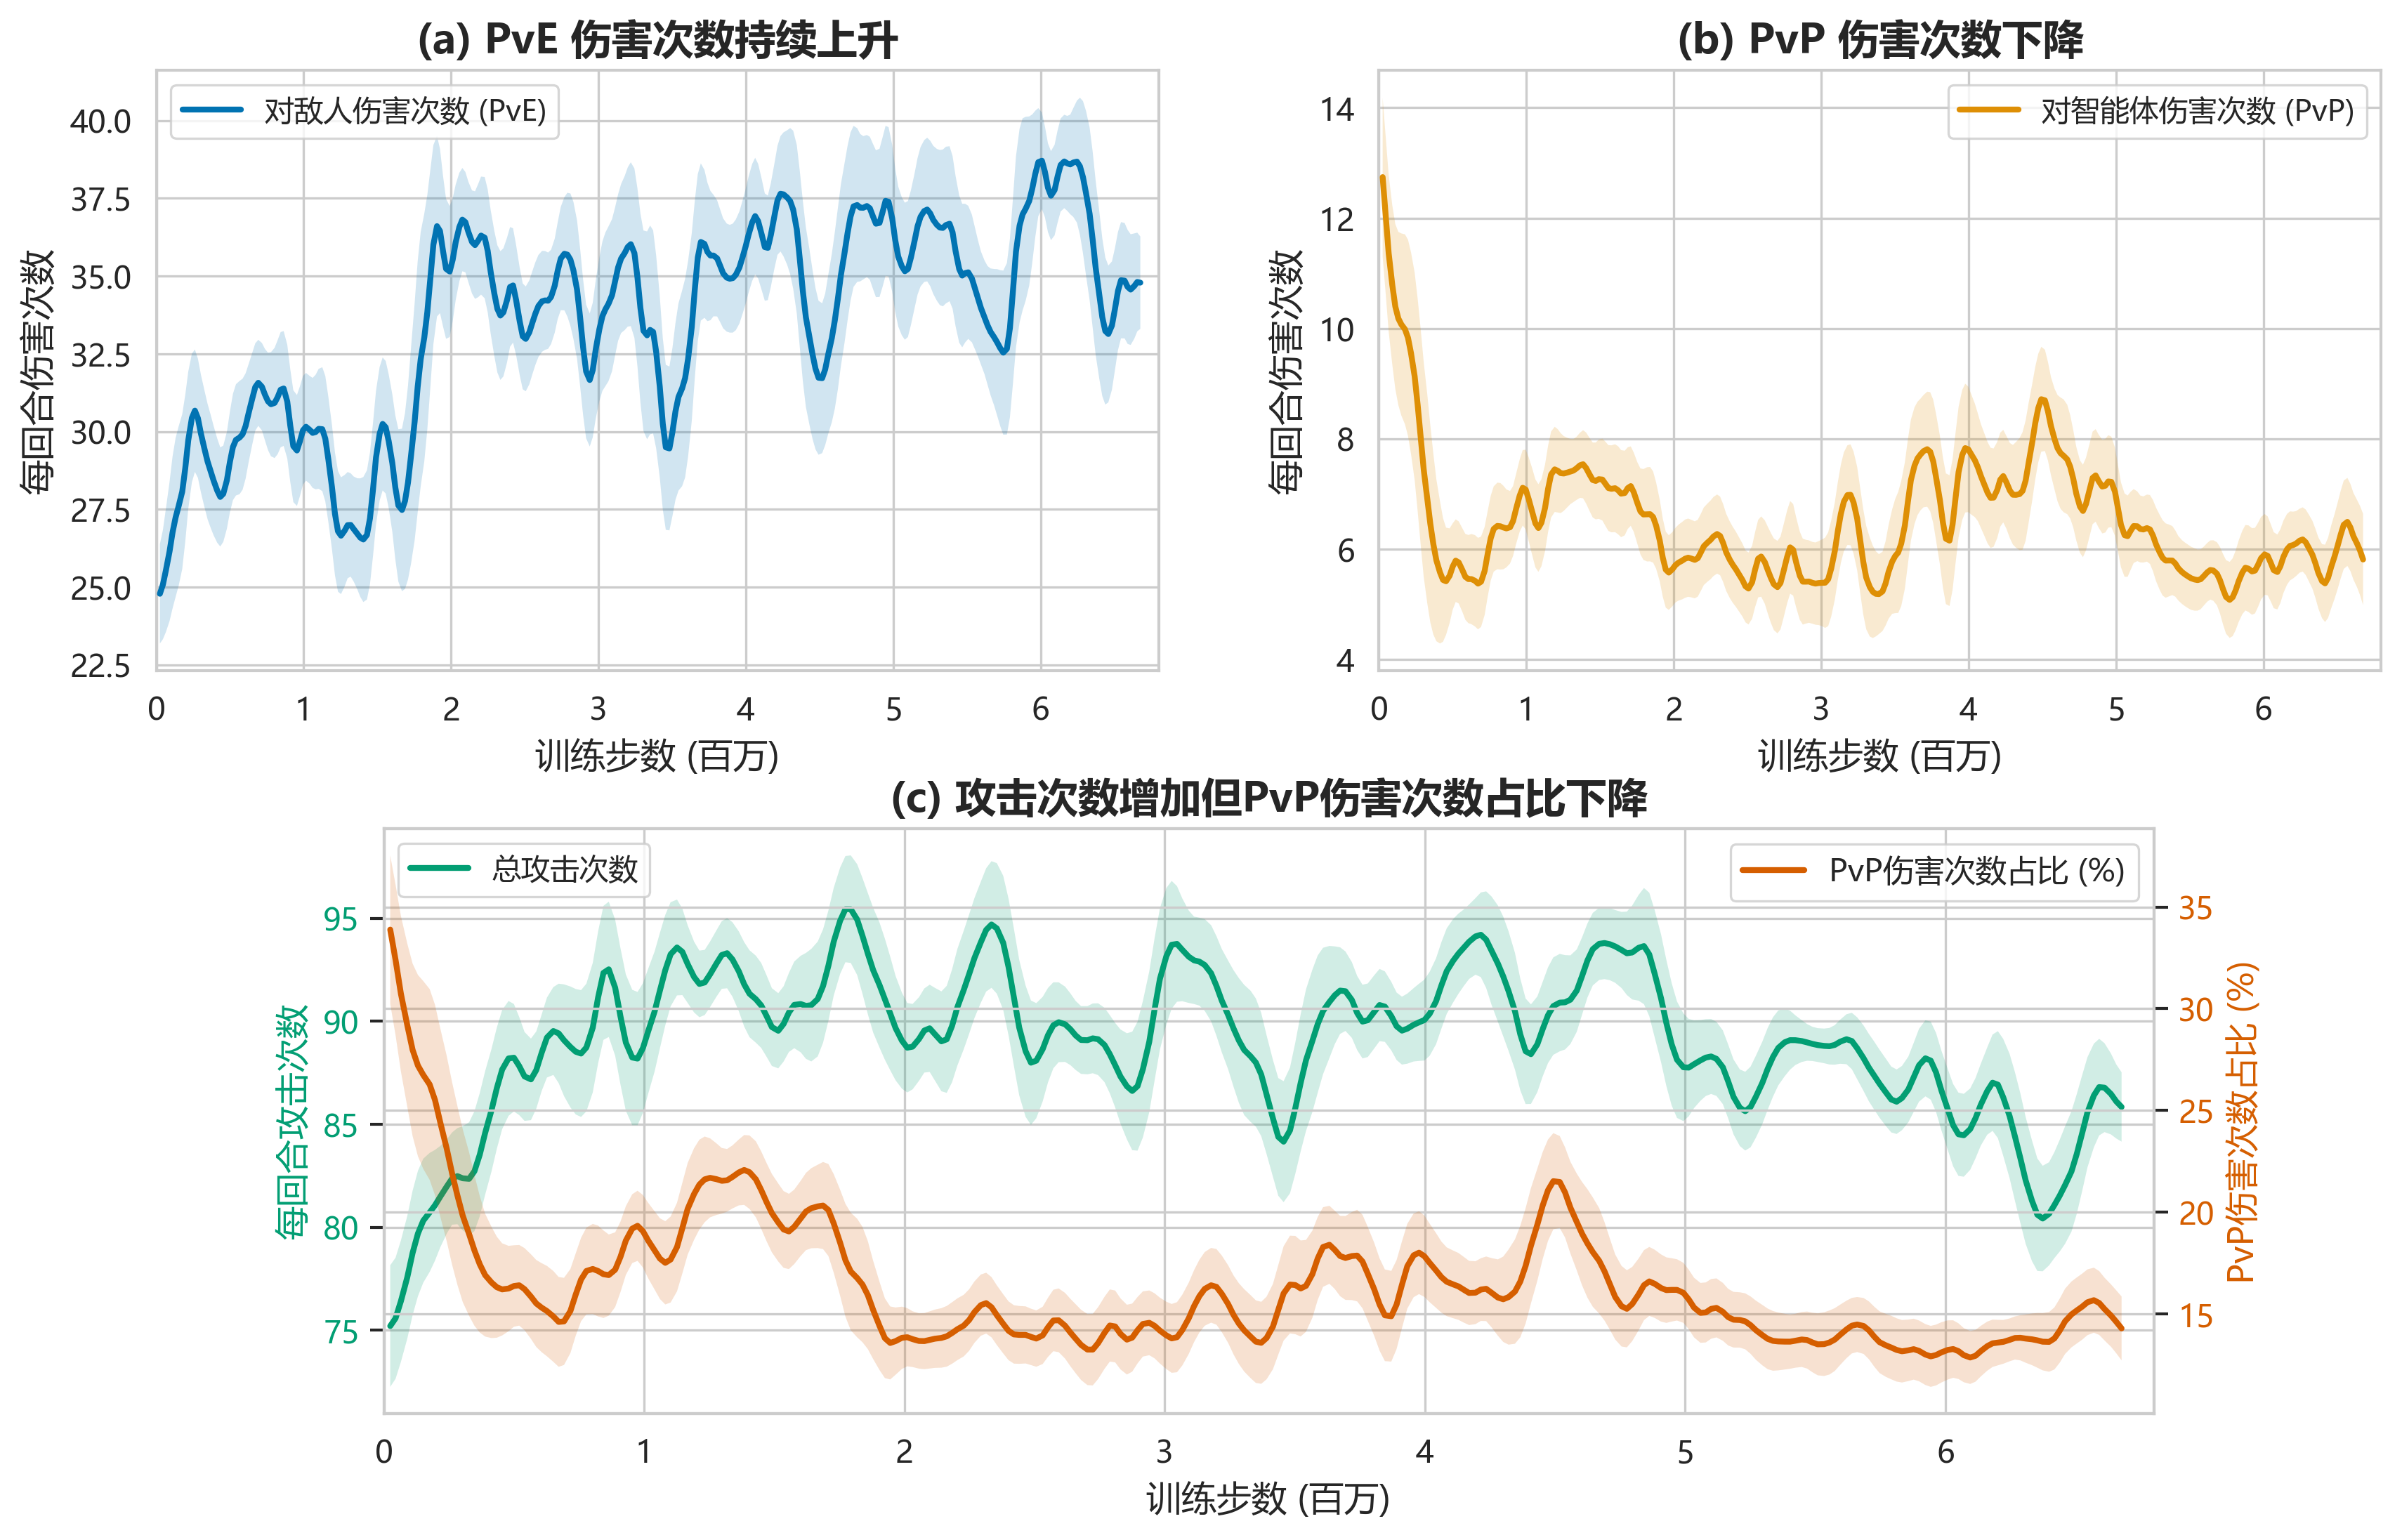 (a) PvE 伤害次数持续上升
对敌人伤害次数 (PvE)
每回合伤害次数
40.0
37.5
35.0
32.5
30.0
27.5
25.0
22.5
0 1 2 3 4 5 6
训练步数 (百万)
(b) PvP 伤害次数下降
对智能体伤害次数 (PvP)
每回合伤害次数
14
12
10
8
6
4
0 1 2 3 4 5 6
训练步数 (百万)
(c) 攻击次数增加但PvP伤害次数占比下降
总攻击次数
PvP伤害次数占比 (%)
每回合攻击次数
95
90
85
80
75
35
30
25
20
15
PvP伤害次数占比 (%)
0 1 2 3 4 5 6
训练步数 (百万)